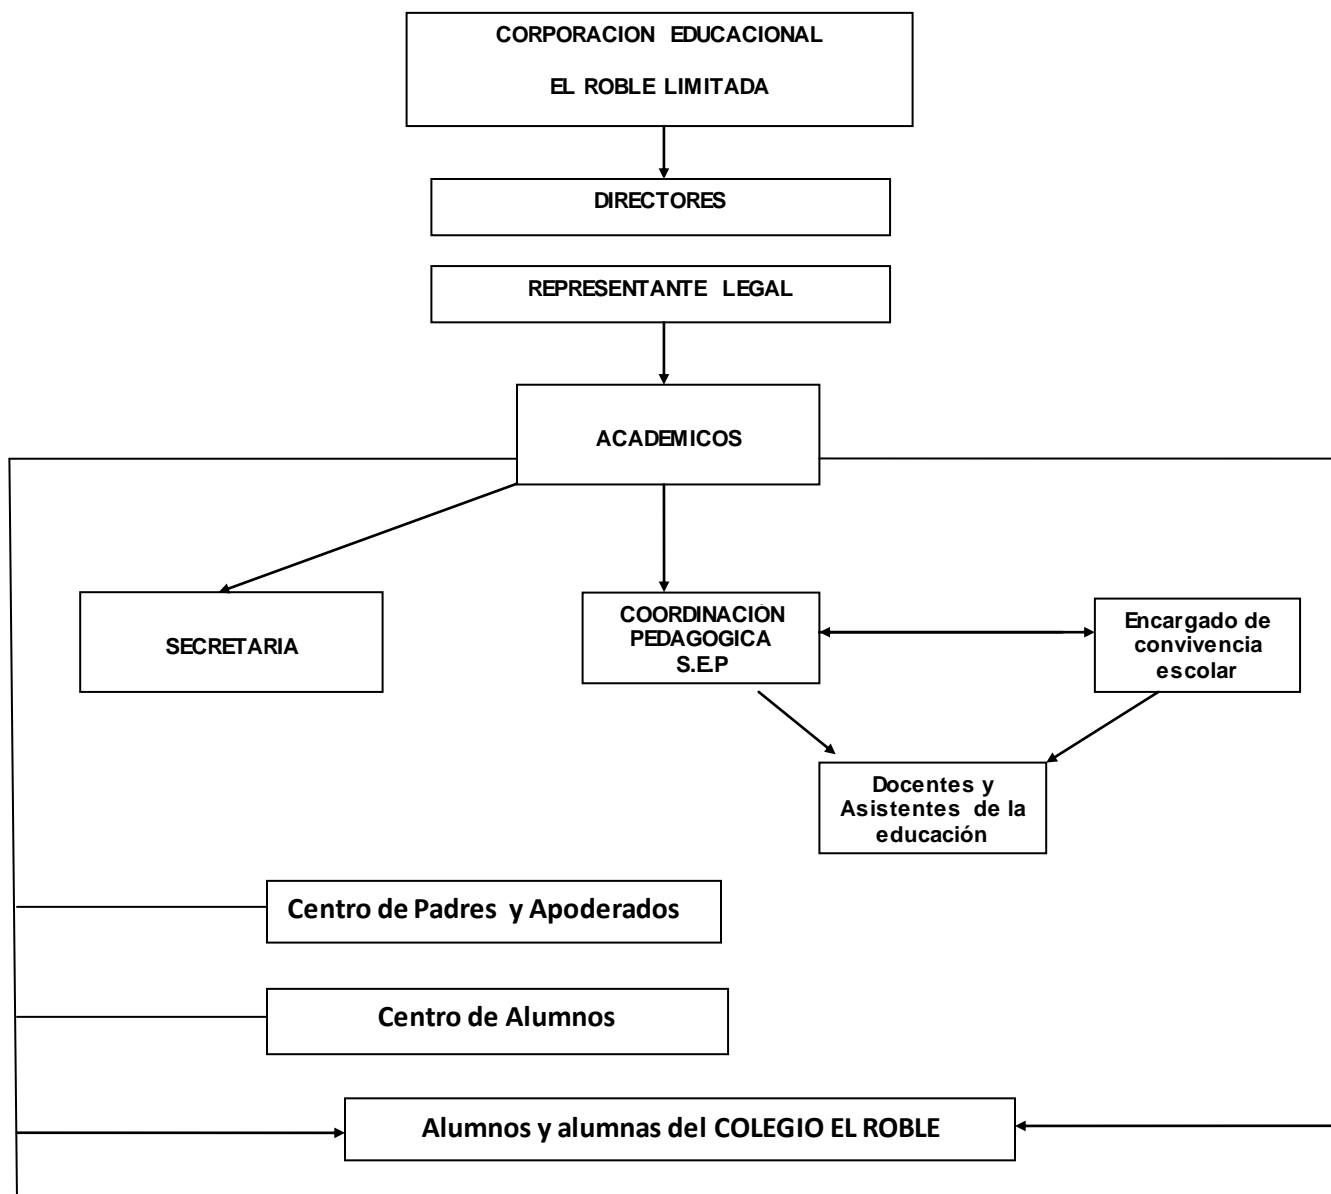 CORPORACION EDUCACIONAL
EL ROBLE LIMITADA
DIRECTORES
REPRESENTANTE LEGAL
ACADEMICOS
SECRETARIA
COORDINACIÓN
PEDAGOGICA
S.E.P
Encargado de
convivencia
escolar
Docentes y
Asistentes de la
educación
Centro de Padres y Apoderados
Centro de Alumnos
Alumnos y alumnas del COLEGIO EL ROBLE